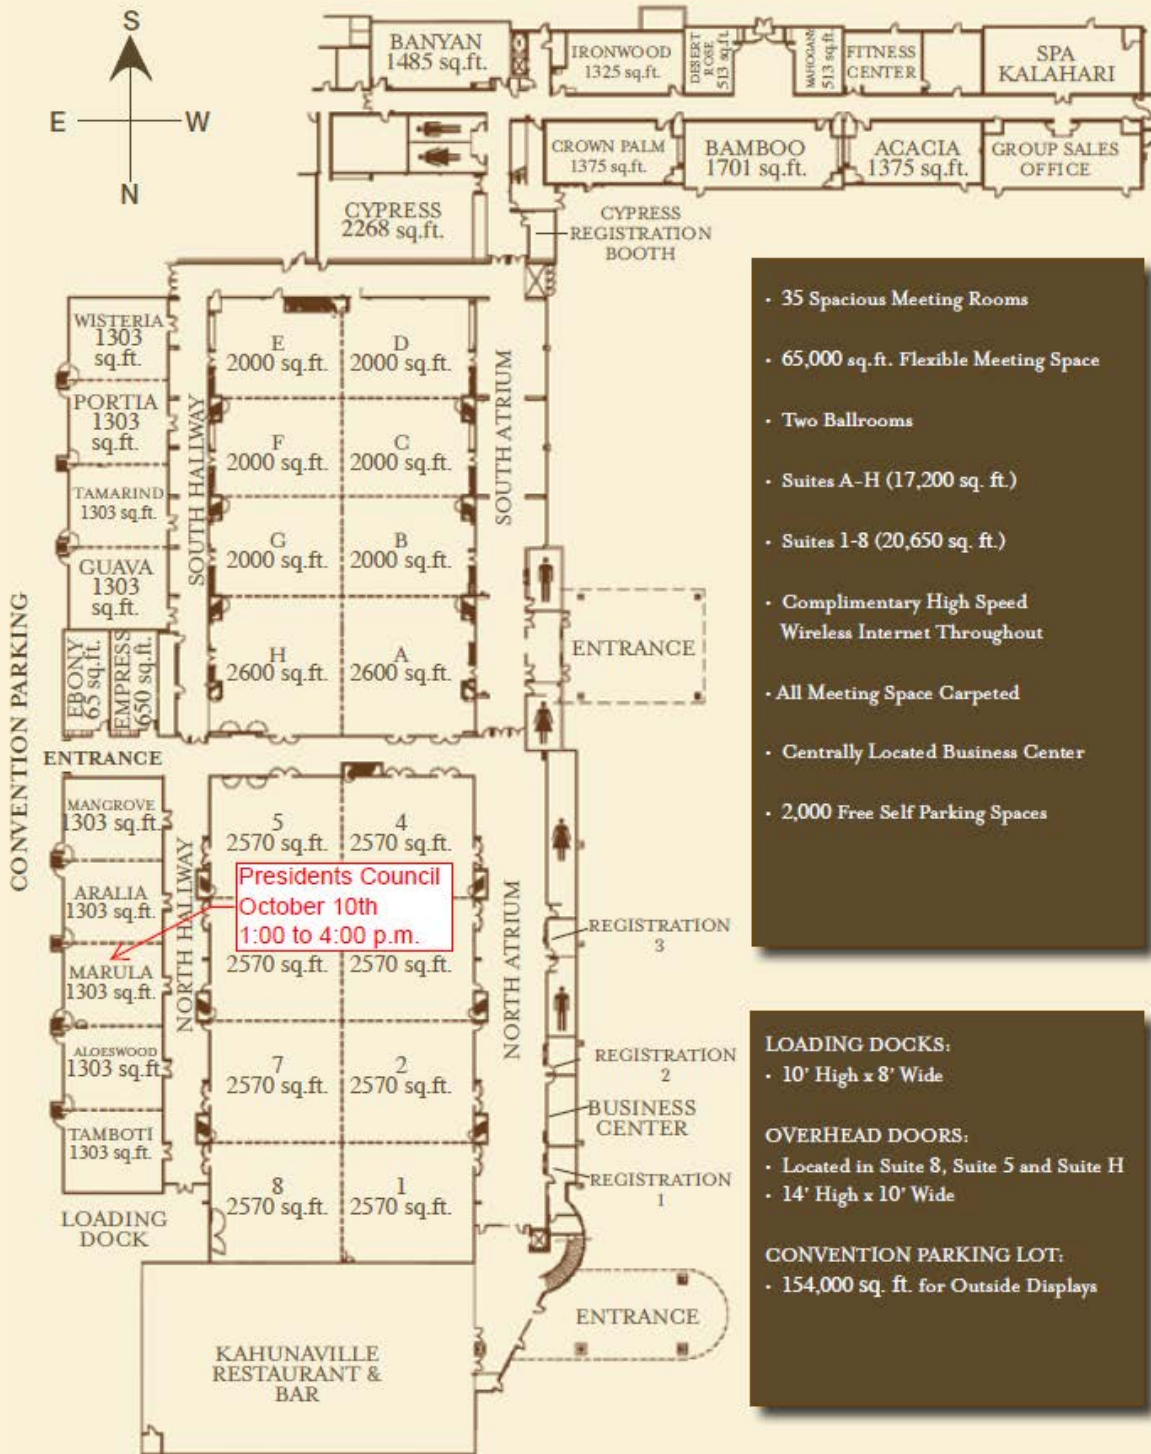 S
E
W
N
BANYAN
1485 sq.ft.
IRONWOOD
1325 sq.ft.
DESERT
ROSE
513 sq.ft.
MAHOGANY
513 sq.ft.
FITNESS
CENTER
SPA
KALAHARI
CROWN PALM
1375 sq.ft.
BAMBOO
1701 sq.ft.
ACACIA
1375 sq.ft.
GROUP SALES
OFFICE
CYPRESS
2268 sq.ft.
CYPRESS
REGISTRATION
BOOTH
WISTERIA
1303
sq.ft.
PORTIA
1303
sq.ft.
TAMARIND
1303 sq.ft.
GUAVA
1303
sq.ft.
EBONY
65 sq.ft.
EMPRESS
650 sq.ft.
SOUTH HALLWAY
E
2000 sq.ft.
D
2000 sq.ft.
F
2000 sq.ft.
C
2000 sq.ft.
G
2000 sq.ft.
B
2000 sq.ft.
H
2600 sq.ft.
A
2600 sq.ft.
SOUTH ATRIUM
ENTRANCE
CONVENTION PARKING
ENTRANCE
MANGROVE
1303 sq.ft.
ARALIA
1303 sq.ft.
MARULA
1303 sq.ft.
ALOESWOOD
1303 sq.ft
TAMBOTI
1303 sq.ft.
NORTH HALLWAY
5
2570 sq.ft.
4
2570 sq.ft.
Presidents Council
October 10th
1:00 to 4:00 p.m.
2570 sq.ft.
2570 sq.ft.
7
2570 sq.ft.
2
2570 sq.ft.
8
2570 sq.ft.
1
2570 sq.ft.
NORTH ATRIUM
REGISTRATION
3
REGISTRATION
2
BUSINESS
CENTER
REGISTRATION
1
LOADING
DOCK
ENTRANCE
KAHUNAVILLE
RESTAURANT &
BAR
· 35 Spacious Meeting Rooms
· 65,000 sq.ft. Flexible Meeting Space
· Two Ballrooms
· Suites A-H (17,200 sq. ft.)
· Suites 1-8 (20,650 sq. ft.)
· Complimentary High Speed
Wireless Internet Throughout
· All Meeting Space Carpeted
· Centrally Located Business Center
· 2,000 Free Self Parking Spaces
LOADING DOCKS:
· 10' High x 8' Wide
OVERHEAD DOORS:
· Located in Suite 8, Suite 5 and Suite H
· 14' High x 10' Wide
CONVENTION PARKING LOT:
· 154,000 sq. ft. for Outside Displays